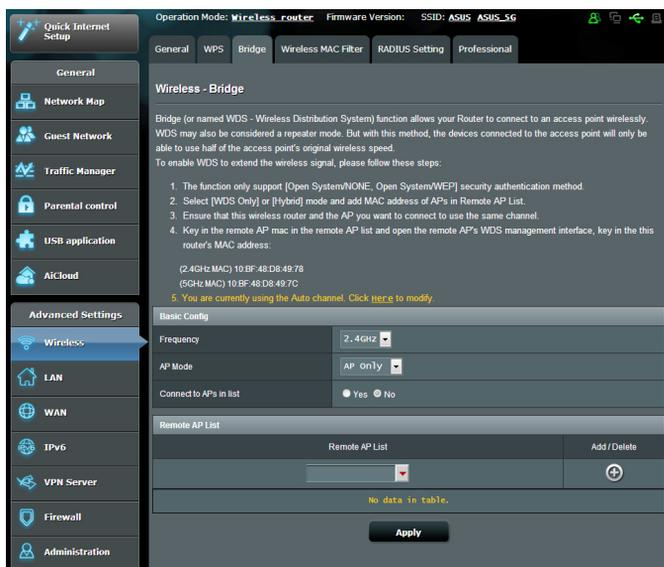 Quick Internet
Setup
Operation Mode: Wireless router Firmware Version: SSID: ASUS ASUS_5G
General WPS Bridge Wireless MAC Filter RADIUS Setting Professional
General
Network Map
Guest Network
Traffic Manager
Parental control
USB application
AiCloud
Advanced Settings
Wireless
LAN
WAN
IPv6
VPN Server
Firewall
Administration
Wireless - Bridge
Bridge (or named WDS - Wireless Distribution System) function allows your Router to connect to an access point wirelessly.
WDS may also be considered a repeater mode. But with this method, the devices connected to the access point will only be
able to use half of the access point's original wireless speed.
To enable WDS to extend the wireless signal, please follow these steps:
1. The function only support [Open System/NONE, Open System/WEP] security authentication method.
2. Select [WDS Only] or [Hybrid] mode and add MAC address of APs in Remote AP List.
3. Ensure that this wireless router and the AP you want to connect to use the same channel.
4. Key in the remote AP mac in the remote AP list and open the remote AP's WDS management interface, key in the this
router's MAC address:
(2.4GHz MAC) 10:BF:48:D8:49:78
(5GHz MAC) 10:BF:48:D8:49:7C
5. You are currently using the Auto channel. Click Here to modify.
Basic Config
Frequency 2.4GHz
AP Mode AP Only
Connect to APs in list Yes No
Remote AP List
Remote AP List Add / Delete
No data in table.
Apply